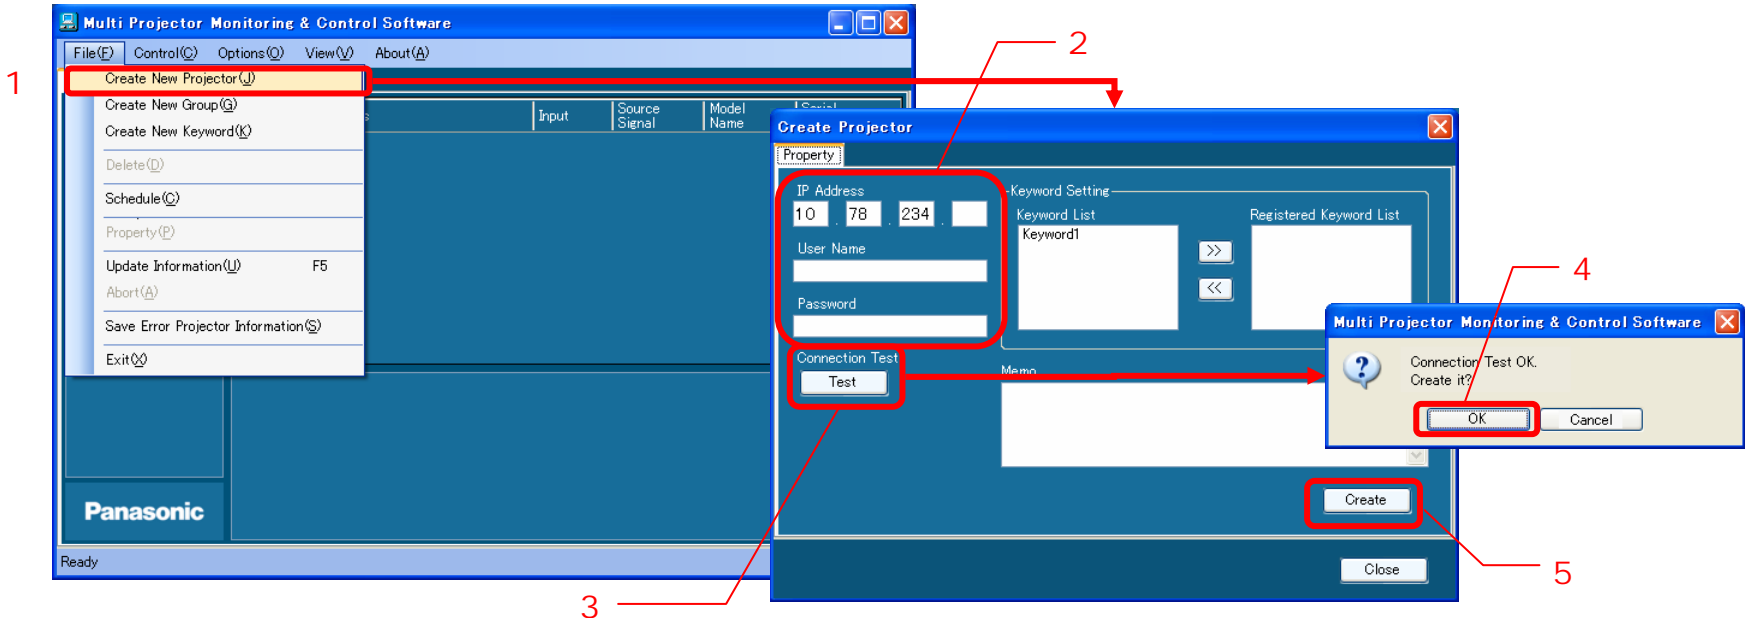 Multi Projector Monitoring & Control Software
File(F) Control(C) Options(O) View(V) About(A)
1
Create New Projector(J)
Create New Group(G)
Create New Keyword(K)
Delete(D)
Schedule(C)
Property(P)
Update Information(U) F5
Abort(A)
Save Error Projector Information(S)
Exit(X)
Input
Source
Signal
Model
Name
Panasonic
Ready
2
Create Projector
Property
IP Address
10 . 78 . 234 .
User Name
Password
Connection Test
Test
3
Keyword Setting
Keyword List
Keyword1
>>
<<
Registered Keyword List
Memo
Create
5
Close
4
Multi Projector Monitoring & Control Software
Connection Test OK.
Create it?
OK Cancel